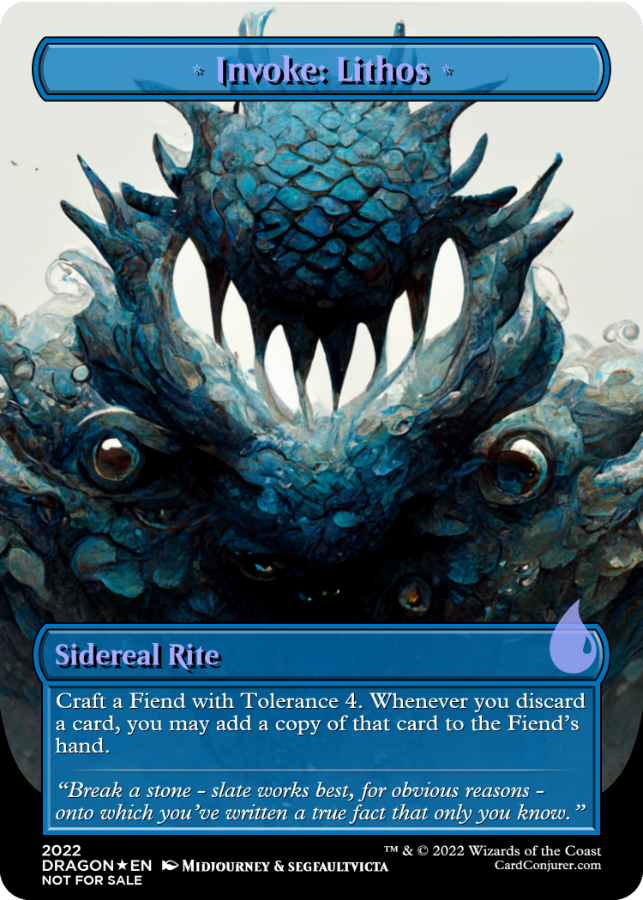 Invoke: Lithos
Sidereal Rite
Craft a Fiend with Tolerance 4. Whenever you discard
a card, you may add a copy of that card to the Fiend's
hand.
“Break a stone - slate works best, for obvious reasons -
onto which you've written a true fact that only you know.”
2022
DRAGON★EN MIDJOURNEY & SEGFAULTVICTA
NOT FOR SALE
™ & © 2022 Wizards of the Coast
CardConjurer.com